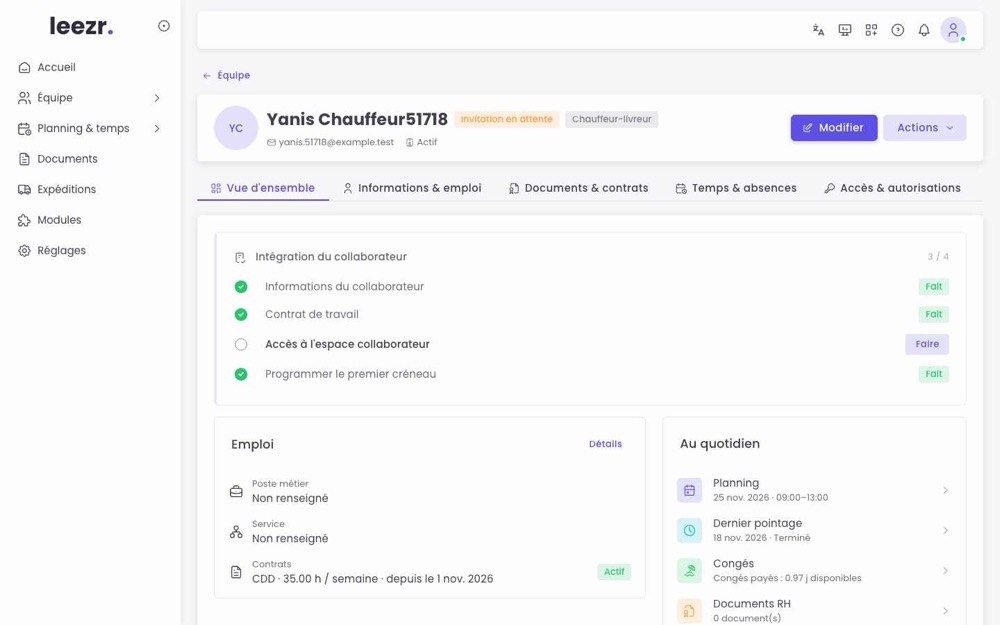 leezr.
Accueil
Équipe
Planning & temps
Documents
Expéditions
Modules
Réglages
← Équipe
YC
Yanis Chauffeur51718
Invitation en attente
Chauffeur-livreur
yanis.51718@example.test
Actif
Modifier
Actions
Vue d'ensemble
Informations & emploi
Documents & contrats
Temps & absences
Accès & autorisations
Intégration du collaborateur
3 / 4
Informations du collaborateur
Fait
Contrat de travail
Fait
Accès à l'espace collaborateur
Faire
Programmer le premier créneau
Fait
Emploi
Détails
Poste métier
Non renseigné
Service
Non renseigné
Contrats
CDD · 35.00 h / semaine · depuis le 1 nov. 2026
Actif
Au quotidien
Planning
25 nov. 2026 · 09:00–13:00
Dernier pointage
18 nov. 2026 · Terminé
Congés
Congés payés : 0.97 j disponibles
Documents RH
0 document(s)